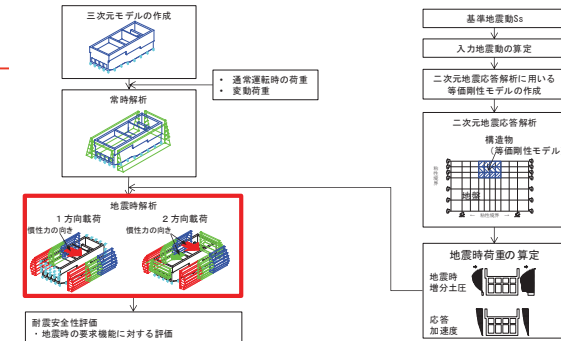 三次元モデルの作成
・ 通常運転時の荷重
・ 変動荷重
常時解析
地震時解析
1方向載荷
2方向載荷
慣性力の向き
慣性力の向き
耐震安全性評価
・地震時の要求機能に対する評価
基準地震動Ss
入力地震動の算定
二次元地震応答解析に用いる
等価剛性モデルの作成
二次元地震応答解析
構造物
(等価剛性モデル
地盤
粘性境界
地震時荷重の算定
地震時
増分土圧
応答
加速度